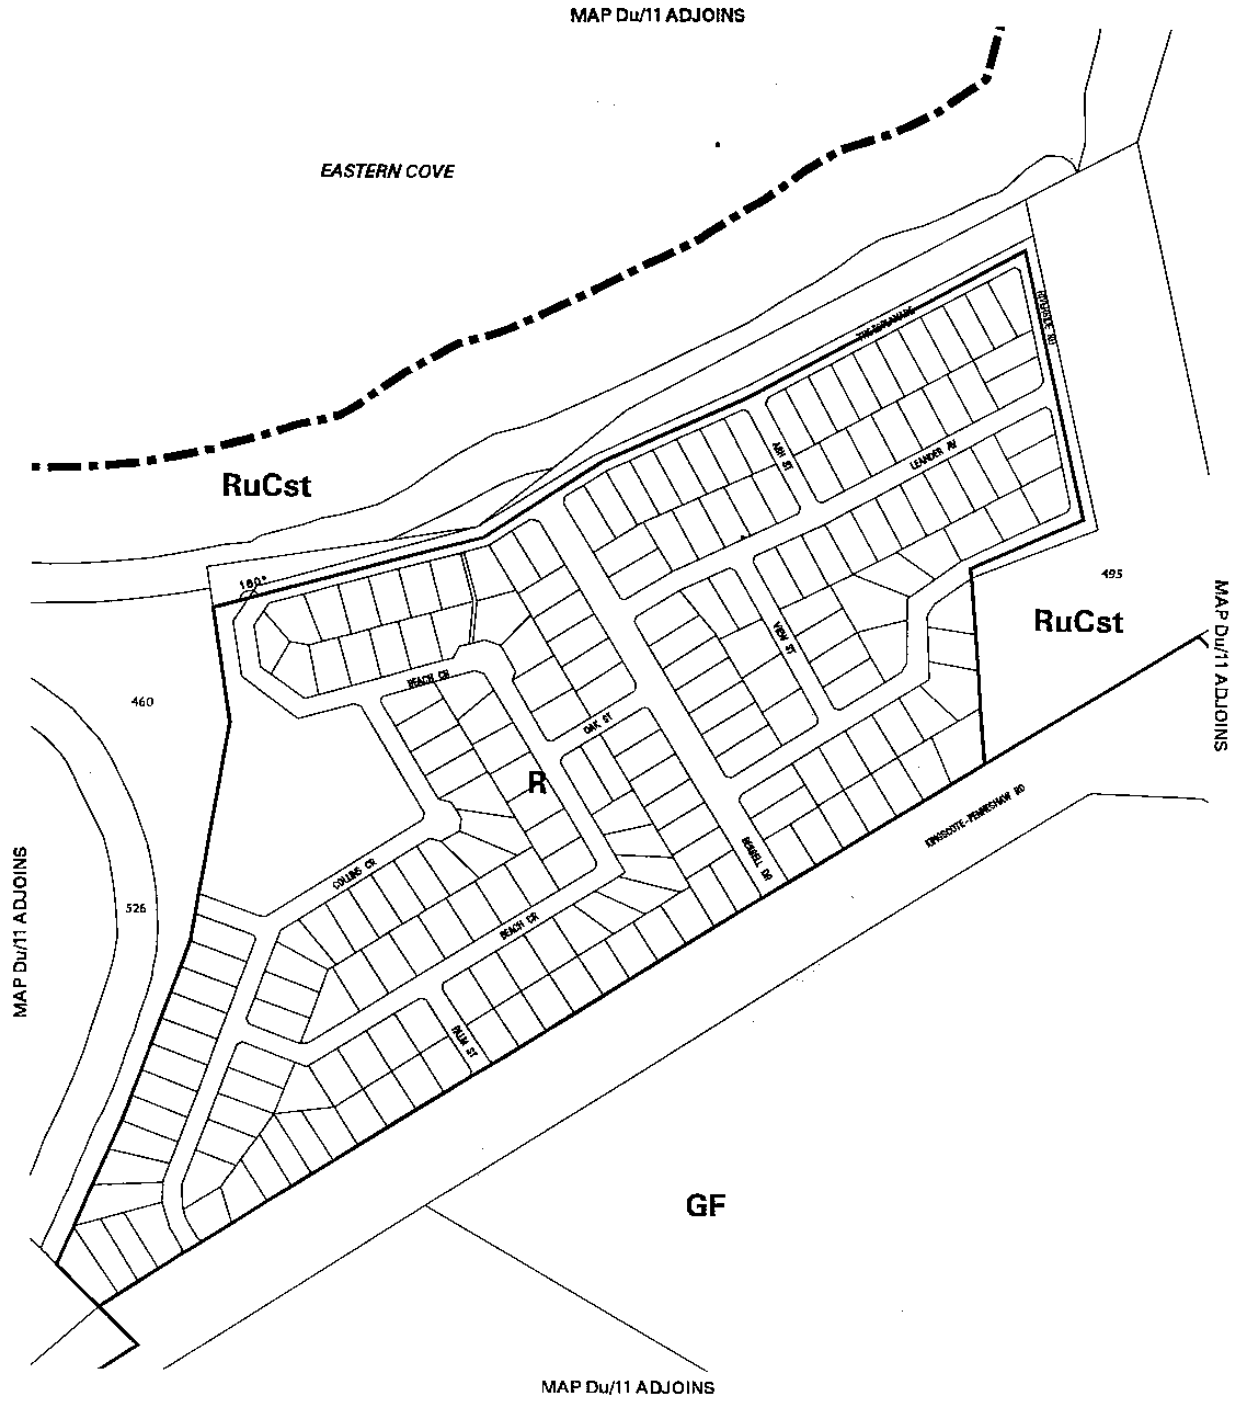 MAP Du/11 ADJOINS
EASTERN COVE
THE ESPLANADE
RIVERSIDE RD
ASH ST
LEANDER AV
RuCst
180°
495
RuCst
MAP Du/11 ADJOINS
VIEW ST
BEACH CR
460
OAK ST
R
KINGSCOTE-PENNESHAW RD
COLLINS CR
526
BEACH CR
MAP Du/11 ADJOINS
PALM ST
GF
MAP Du/11 ADJOINS